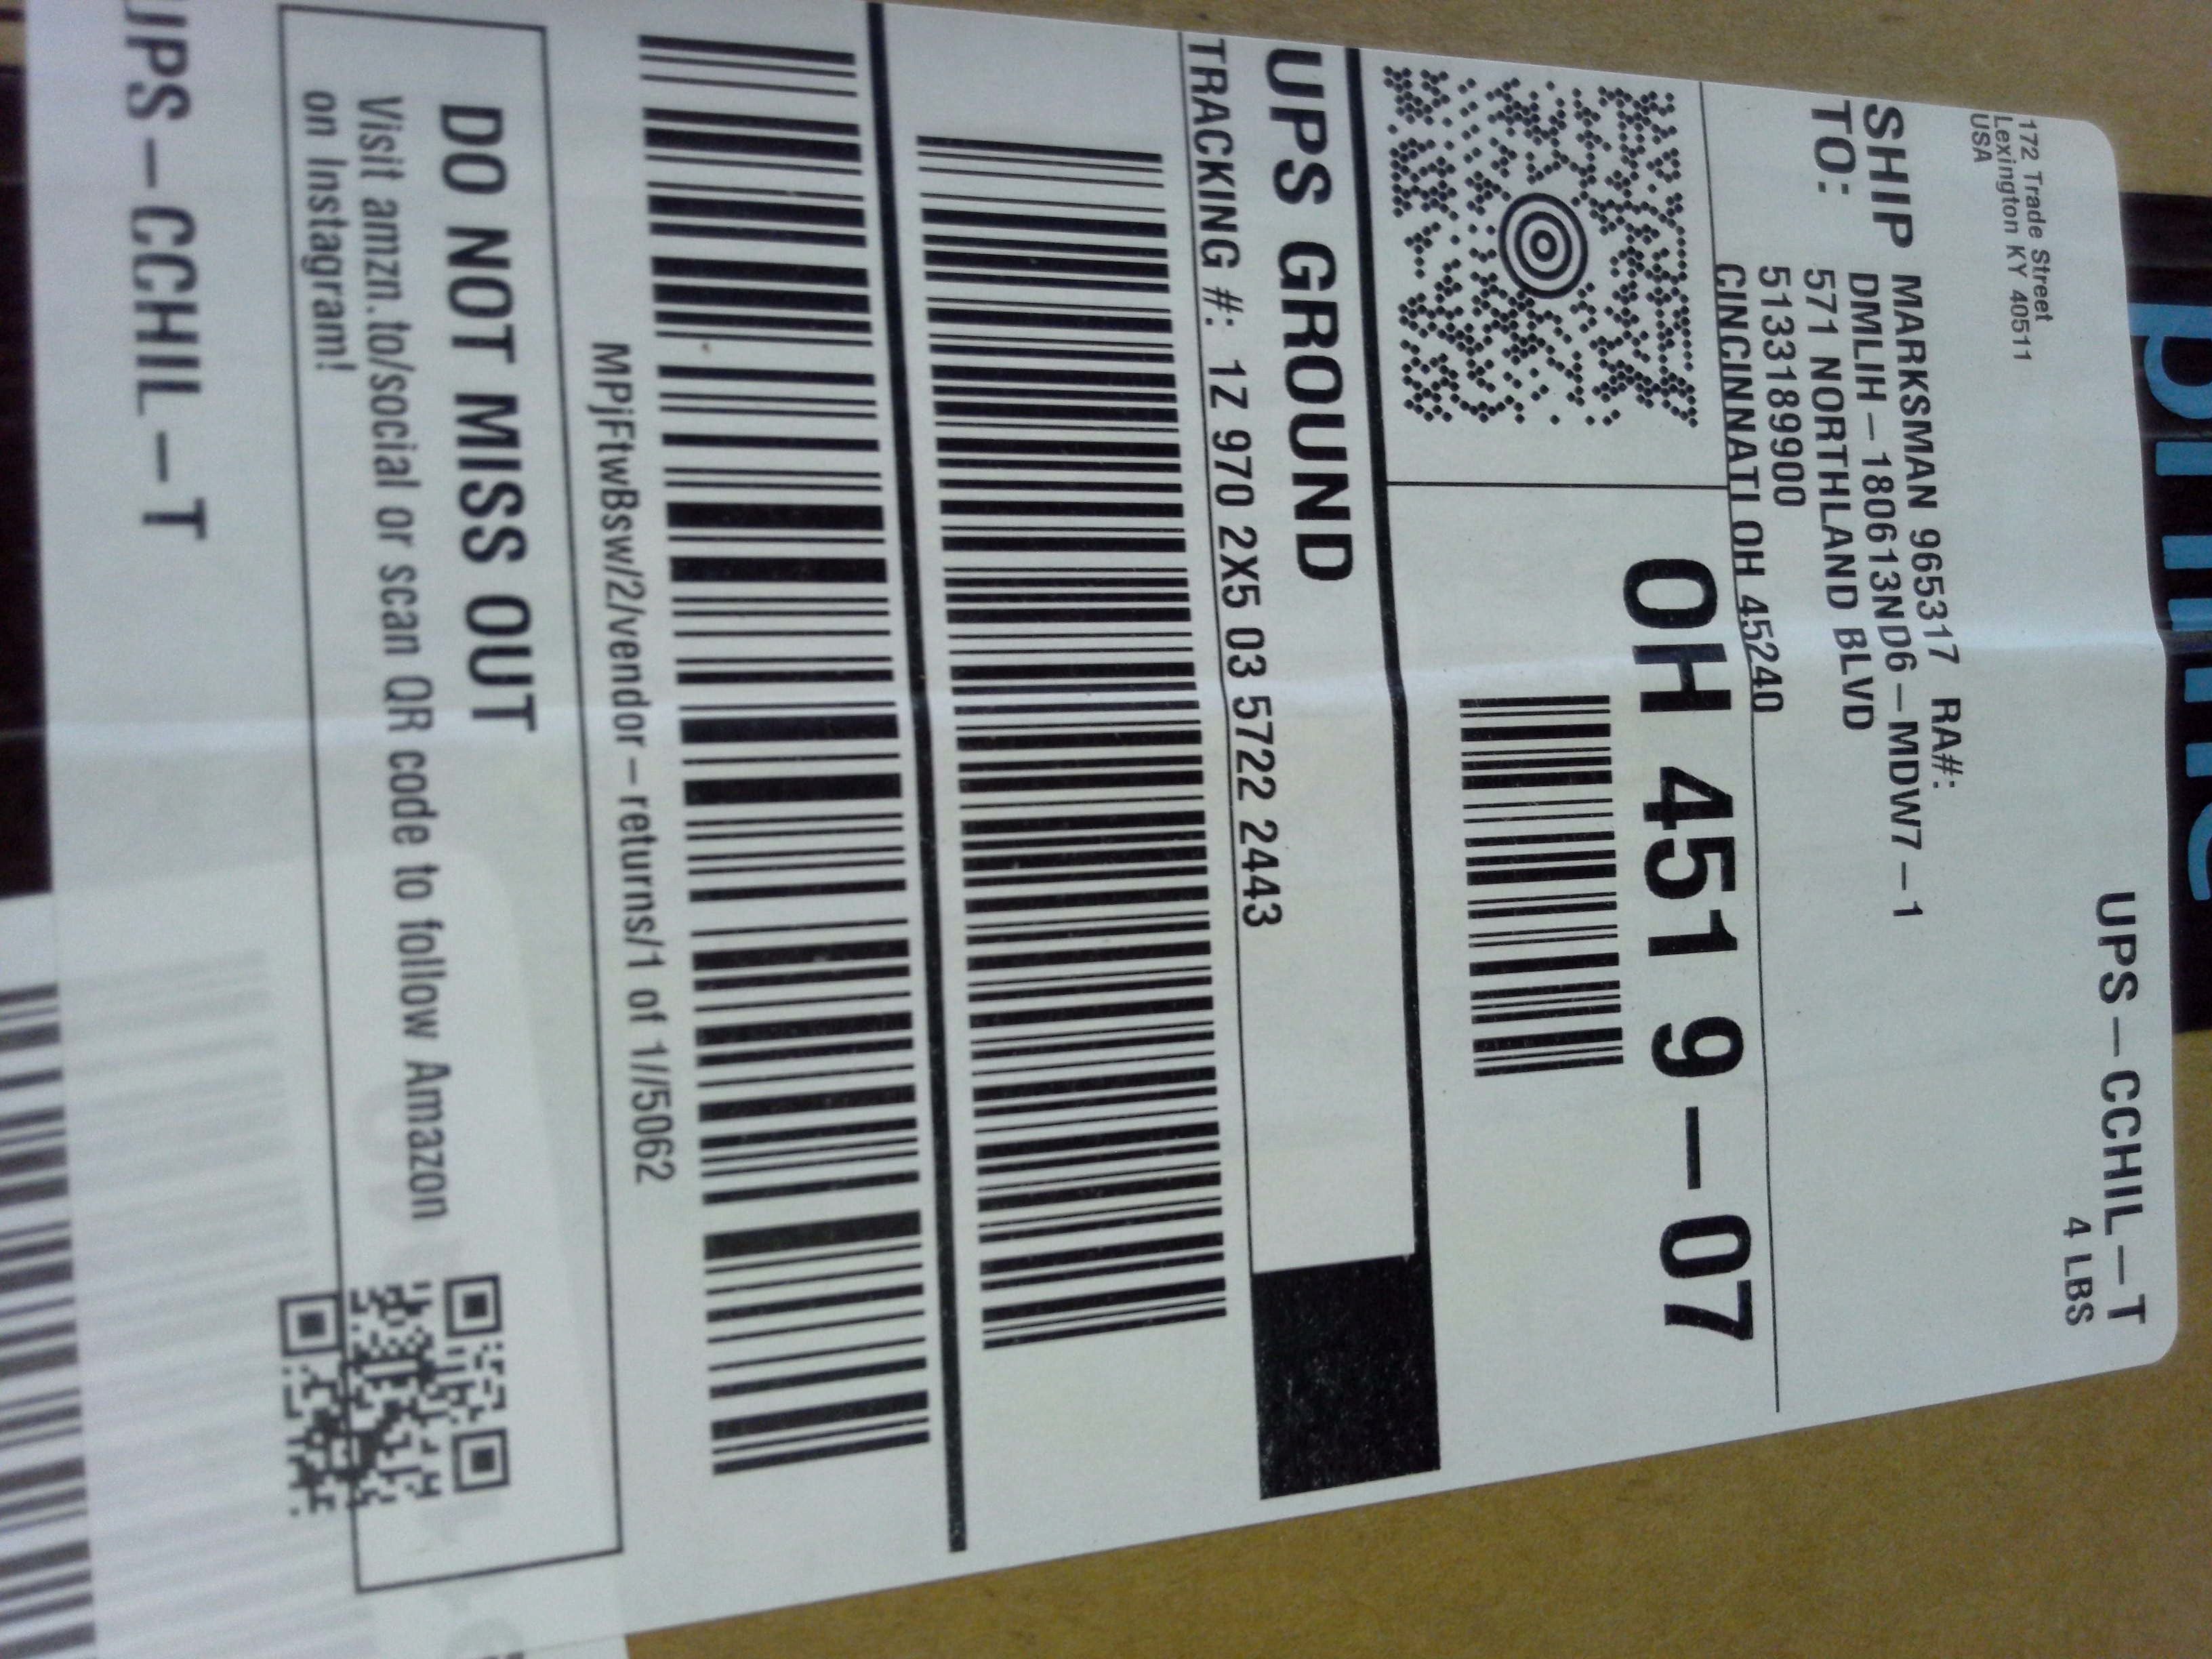 UPS-CCHIL-T
4 LBS
172 Trade Street
Lexington KY 40511
USA
SHIP
TO:
MARKSMAN 965317 RA#:
DMLIH-180613ND6-MDW7-1
571 NORTHLAND BLVD
5133189900
CINCINNATI OH 45240
OH 451 9-07
UPS GROUND
TRACKING #: 1Z 970 2X5 03 5722 2443
MPjFtwBsw/2/vendor-returns/1 of 1//5062
DO NOT MISS OUT
Visit amzn.to/social or scan QR code to follow Amazon
on Instagram!
UPS-CCHIL-T